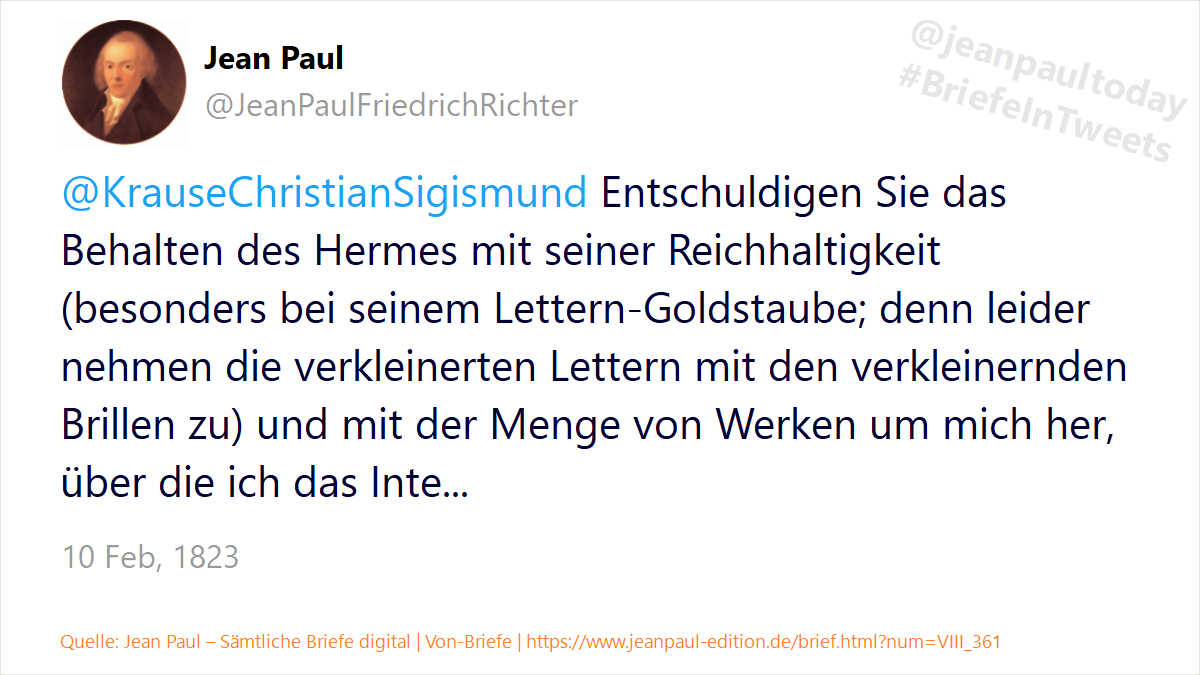 Jean Paul
@JeanPaulFriedrichRichter
@jeanpaultoday
#BriefeInTweets
@KrauseChristianSigismund Entschuldigen Sie das
Behalten des Hermes mit seiner Reichhaltigkeit
(besonders bei seinem Lettern-Goldstaube; denn leider
nehmen die verkleinerten Lettern mit den verkleinernden
Brillen zu) und mit der Menge von Werken um mich her,
über die ich das Inte...
10 Feb, 1823
Quelle: Jean Paul – Sämtliche Briefe digital | Von-Briefe | https://www.jeanpaul-edition.de/brief.html?num=VIII_361